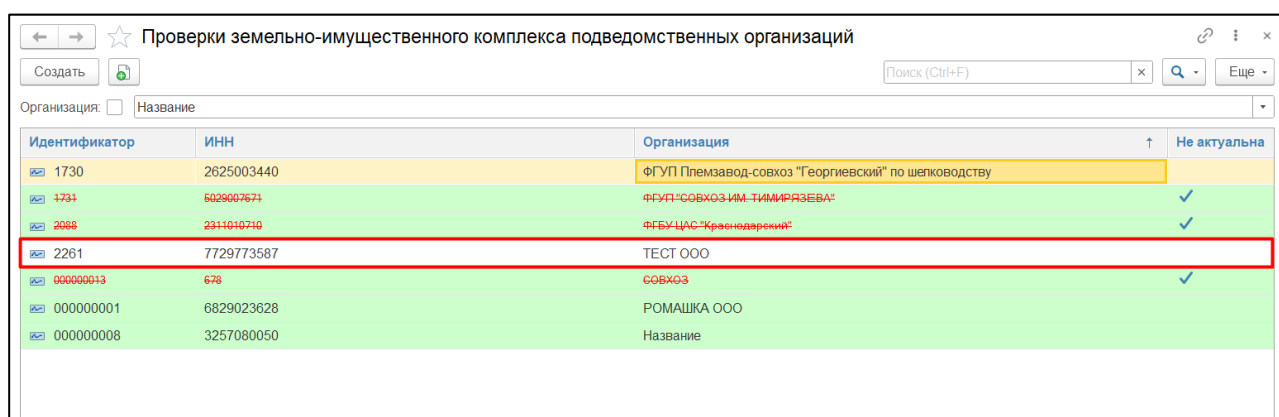 Проверки земельно-имущественного комплекса подведомственных организаций
Создать Поиск (Ctrl+F) × Еще
Организация: Название
Идентификатор ИНН Организация ↑ Не актуальна
1730 2625003440 ФГУП Племзавод-совхоз "Георгиевский" по шелководству
1731 5029007671 ФГУП "СОВХОЗ ИМ. ТИМИРЯЗЕВА"
2088 2311010710 ФГБУ ЦАС "Краснодарский"
2261 7729773587 ТЕСТ ООО
000000013 678 СОВХОЗ
000000001 6829023628 РОМАШКА ООО
000000008 3257080050 Название